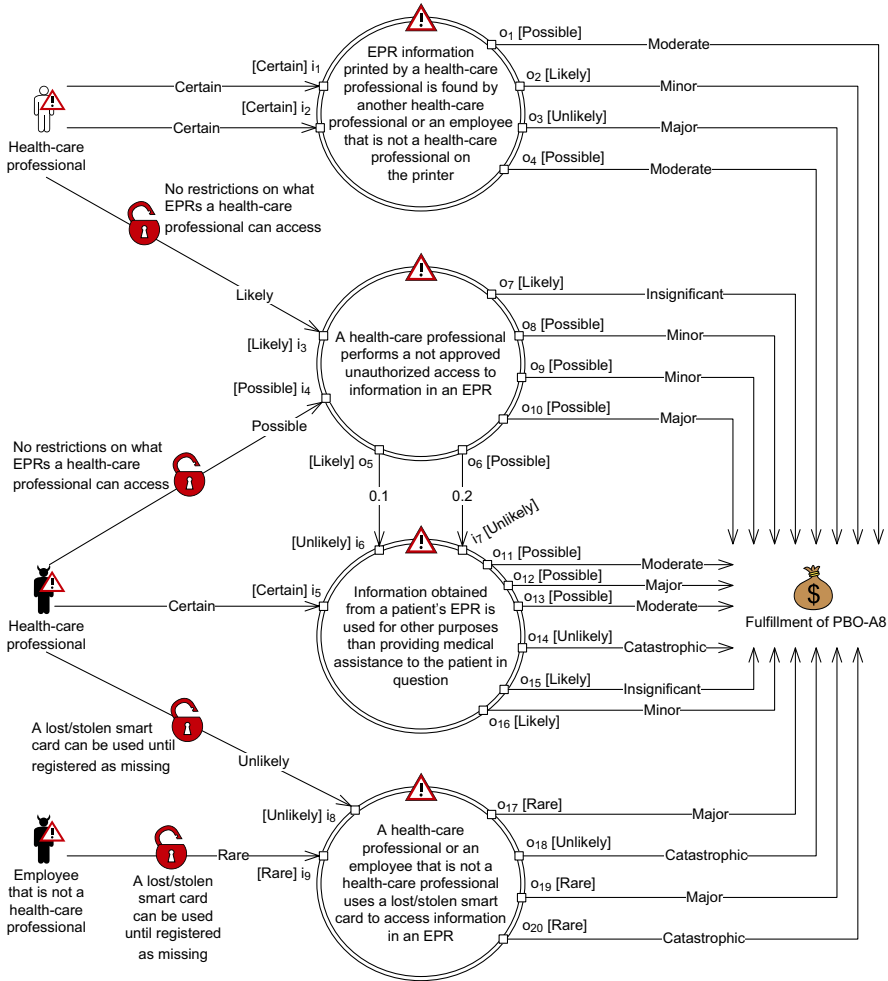 EPR information
printed by a health-care
professional is found by
another health-care
professional or an employee
that is not a health-care
professional on
the printer
[Certain] i1
[Certain] i2
Certain
Certain
Health-care
professional
o1 [Possible]
Moderate
o2 [Likely]
Minor
o3 [Unlikely]
Major
o4 [Possible]
Moderate
No restrictions on what
EPRs a health-care
professional can access
Likely
[Likely] i3
[Possible] i4
Possible
A health-care professional
performs a not approved
unauthorized access to
information in an EPR
o7 [Likely]
Insignificant
o8 [Possible]
Minor
o9 [Possible]
Minor
o10 [Possible]
Major
No restrictions on what
EPRs a health-care
professional can access
[Likely] o5
o6 [Possible]
0.1
0.2
[Unlikely] i6
i7 [Unlikely]
Health-care
professional
Certain
[Certain] i5
Information obtained
from a patient's EPR is
used for other purposes
than providing medical
assistance to the patient in
question
o11 [Possible]
Moderate
o12 [Possible]
Major
o13 [Possible]
Moderate
o14 [Unlikely]
Catastrophic
o15 [Likely]
Insignificant
o16 [Likely]
Minor
$
Fulfillment of PBO-A8
A lost/stolen smart
card can be used until
registered as missing
Unlikely
[Unlikely] i8
Employee
that is not a
health-care
professional
A lost/stolen
smart card
can be used
until registered
as missing
Rare
[Rare] i9
A health-care
professional or an
employee that is not a
health-care professional
uses a lost/stolen smart
card to access information
in an EPR
o17 [Rare]
Major
o18 [Unlikely]
Catastrophic
o19 [Rare]
Major
o20 [Rare]
Catastrophic